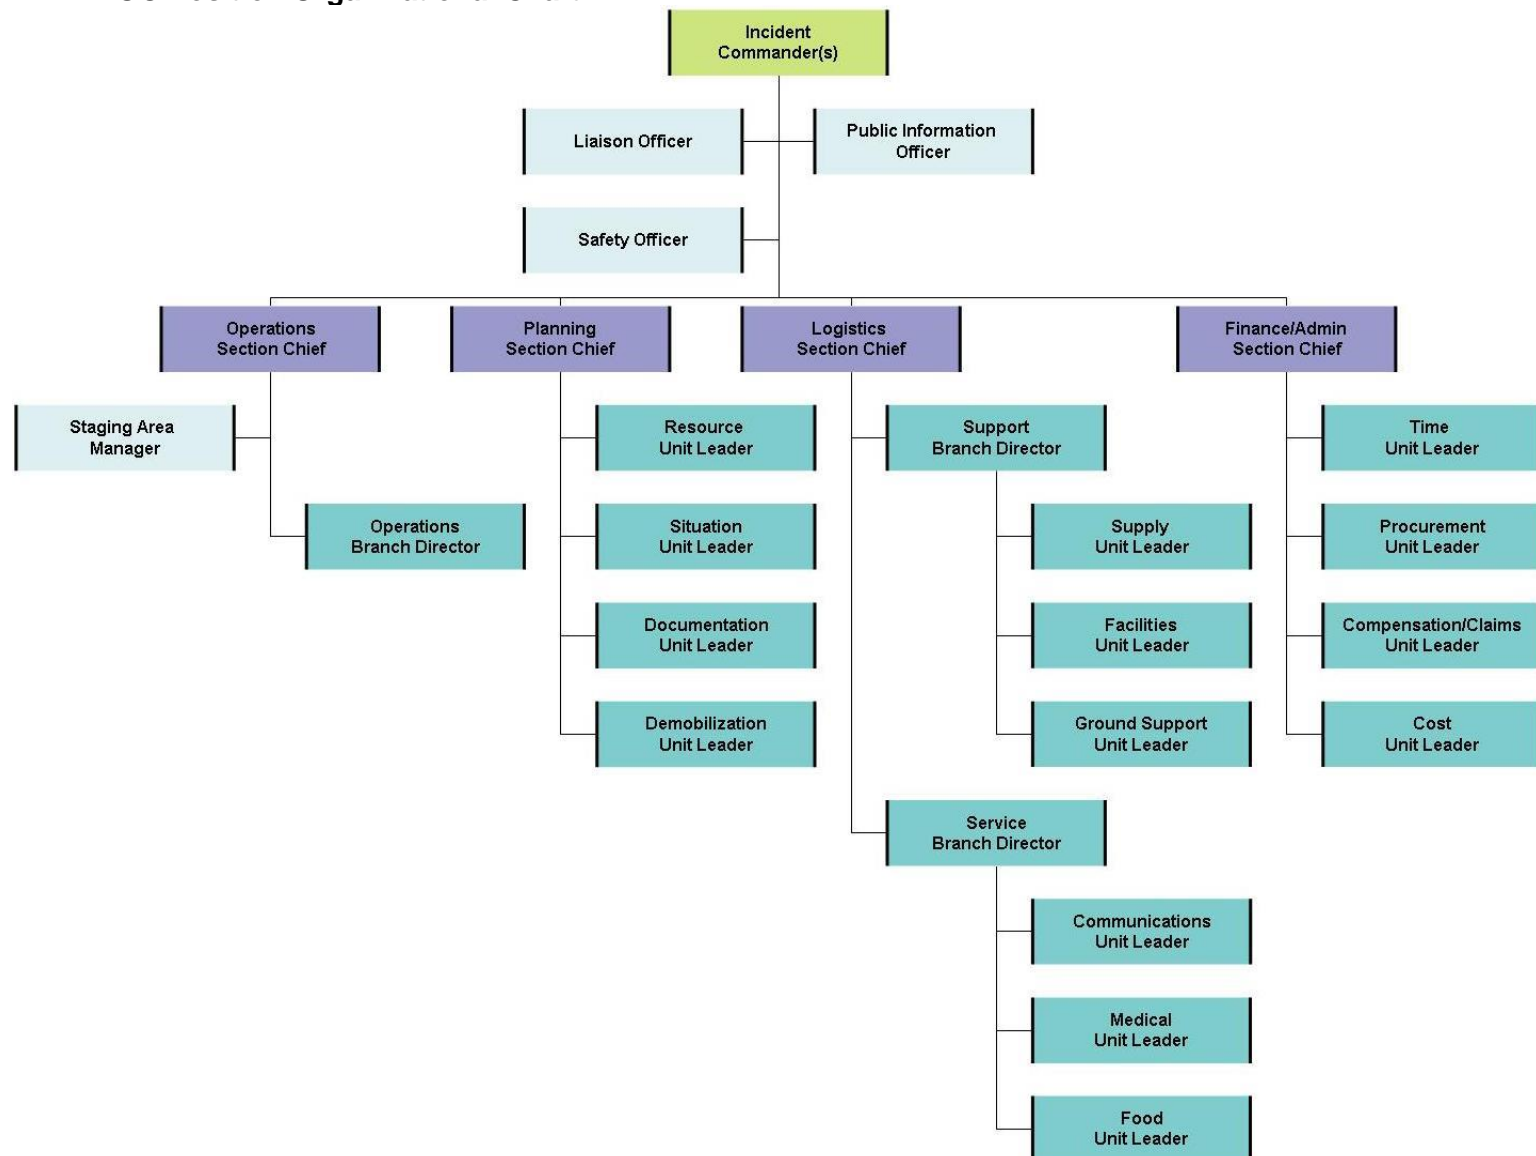 Incident
Commander(s)
Liaison Officer
Public Information
Officer
Safety Officer
Operations
Section Chief
Planning
Section Chief
Logistics
Section Chief
Finance/Admin
Section Chief
Staging Area
Manager
Resource
Unit Leader
Support
Branch Director
Time
Unit Leader
Operations
Branch Director
Situation
Unit Leader
Supply
Unit Leader
Procurement
Unit Leader
Documentation
Unit Leader
Facilities
Unit Leader
Compensation/Claims
Unit Leader
Demobilization
Unit Leader
Ground Support
Unit Leader
Cost
Unit Leader
Service
Branch Director
Communications
Unit Leader
Medical
Unit Leader
Food
Unit Leader